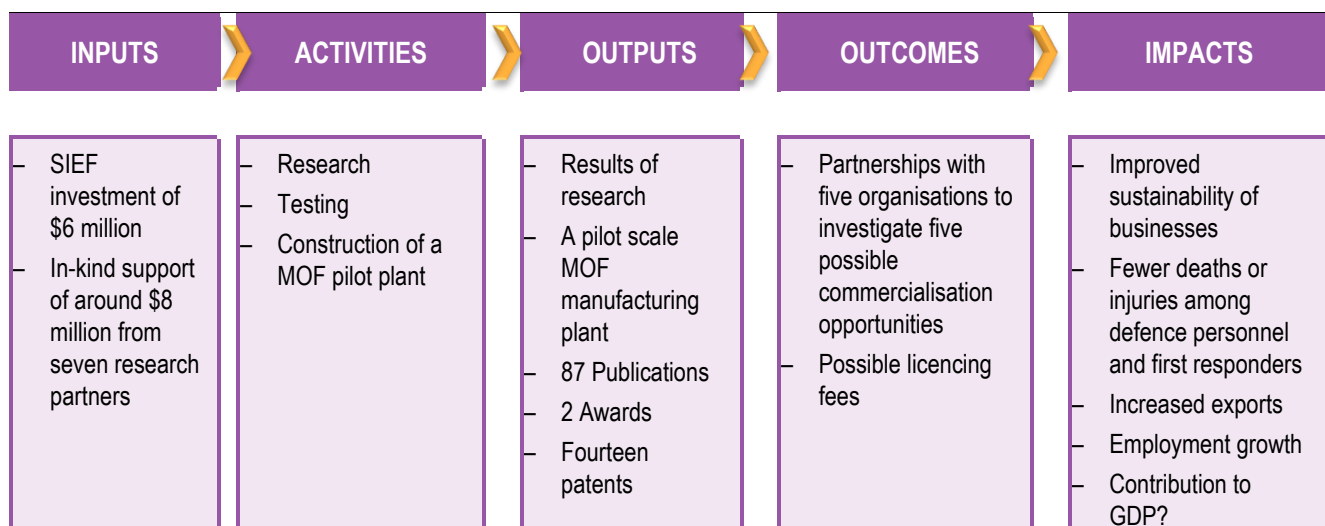 INPUTS
ACTIVITIES
OUTPUTS
OUTCOMES
IMPACTS
– SIEF
investment of
$6 million
– In-kind support
of around $8
million from
seven research
partners
– Research
– Testing
– Construction of a
MOF pilot plant
– Results of
research
– A pilot scale
MOF
manufacturing
plant
– 87 Publications
– 2 Awards
– Fourteen
patents
– Partnerships with
five organisations to
investigate five
possible
commercialisation
opportunities
– Possible licencing
fees
– Improved
sustainability of
businesses
– Fewer deaths or
injuries among
defence personnel
and first responders
– Increased exports
– Employment growth
– Contribution to
GDP?